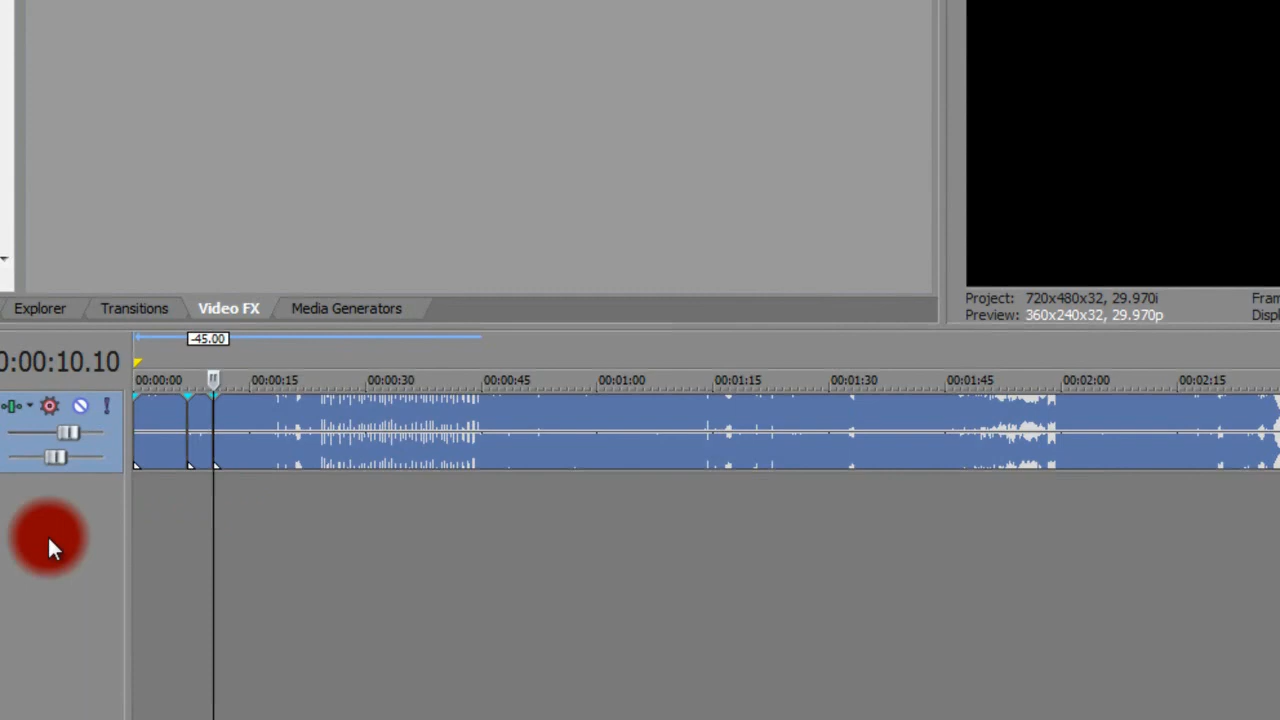 Explorer Transitions Video FX Media Generators
Project: 720x480x32, 29.970i Fram
Preview: 360x240x32, 29.970p Displ
-45.00
0:00:10.10
00:00:00 00:00:15 00:00:30 00:00:45 00:01:00 00:01:15 00:01:30 00:01:45 00:02:00 00:02:15